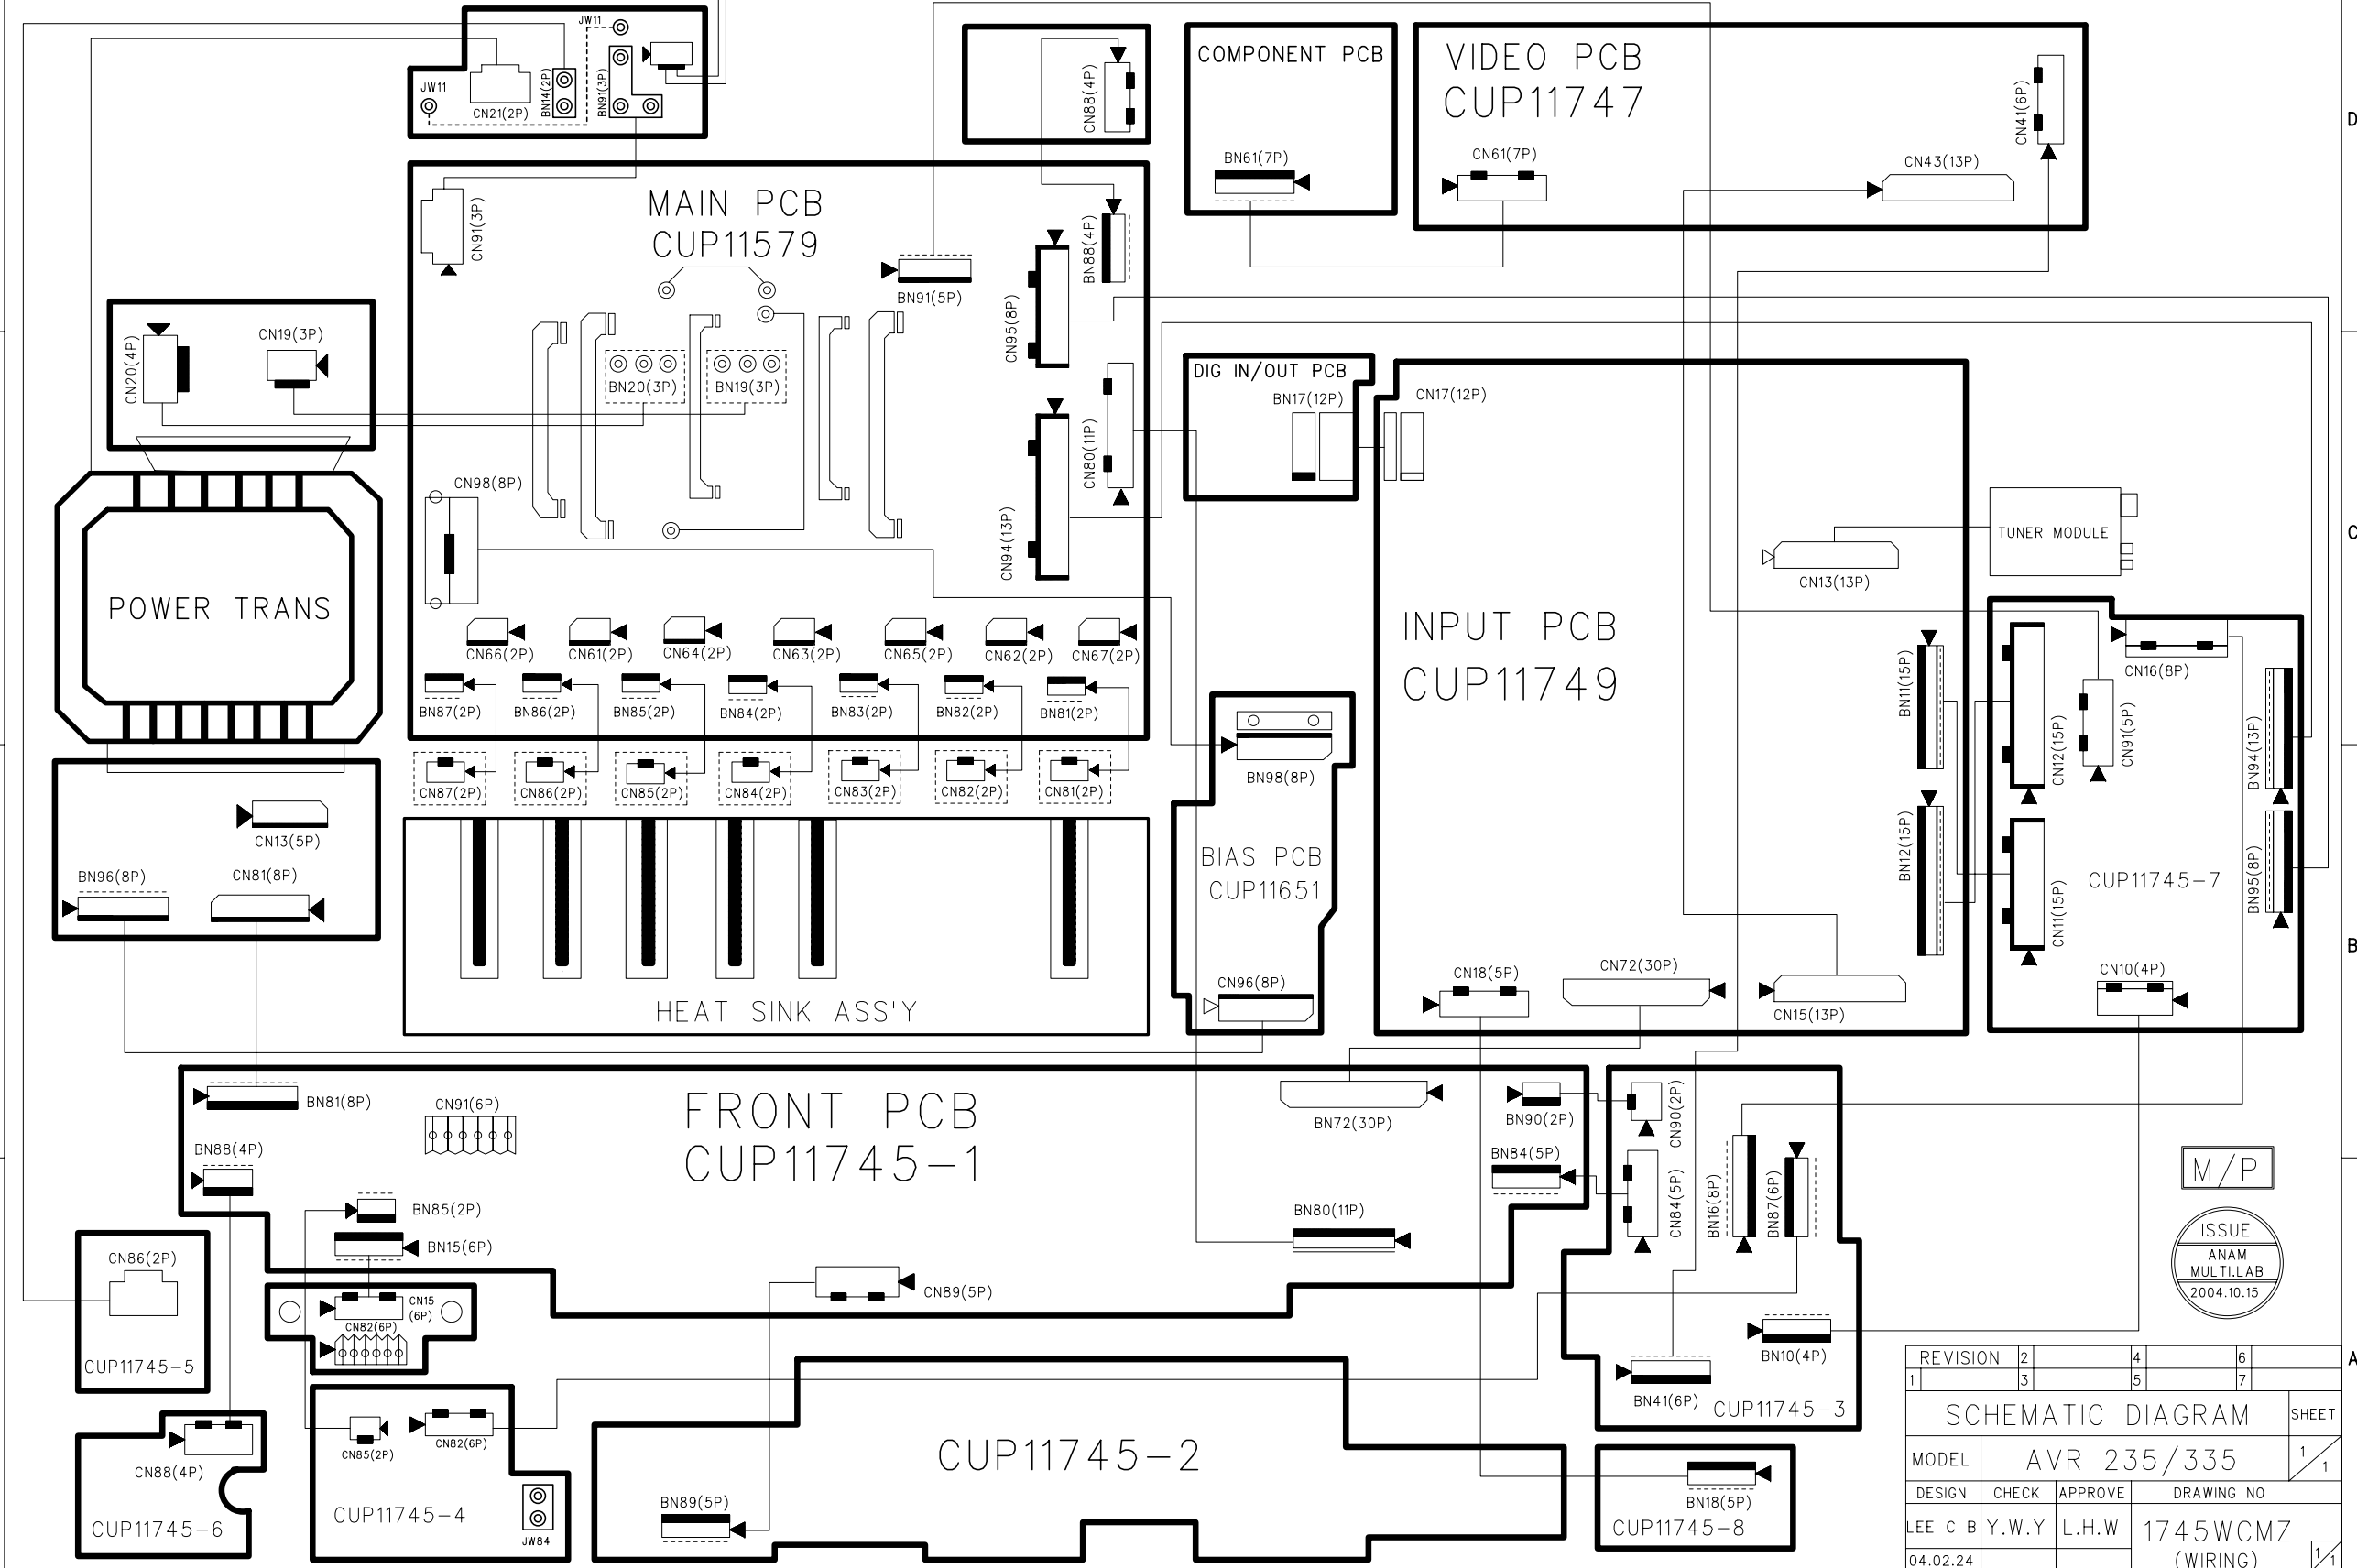 JW11
JW11
CN21(2P)
BN14(2P)
BN91(3P)
CN88(4P)
COMPONENT PCB
BN61(7P)
VIDEO PCB
CUP11747
CN61(7P)
CN43(13P)
CN41(6P)
D
MAIN PCB
CUP11579
CN91(3P)
BN91(5P)
BN88(4P)
CN95(8P)
CN20(4P)
CN19(3P)
BN20(3P)
BN19(3P)
CN80(11P)
CN94(13P)
CN98(8P)
DIG IN/OUT PCB
BN17(12P)
CN17(12P)
C
TUNER MODULE
CN13(13P)
POWER TRANS
INPUT PCB
CUP11749
CN66(2P)
CN61(2P)
CN64(2P)
CN63(2P)
CN65(2P)
CN62(2P)
CN67(2P)
BN87(2P)
BN86(2P)
BN85(2P)
BN84(2P)
BN83(2P)
BN82(2P)
BN81(2P)
CN87(2P)
CN86(2P)
CN85(2P)
CN84(2P)
CN83(2P)
CN82(2P)
CN81(2P)
BN98(8P)
BN11(15P)
CN12(15P)
CN91(5P)
CN16(8P)
BN94(13P)
CN13(5P)
BN96(8P)
CN81(8P)
BIAS PCB
CUP11651
BN12(15P)
CN11(15P)
CUP11745-7
BN95(8P)
B
CN96(8P)
CN18(5P)
CN72(30P)
CN15(13P)
CN10(4P)
HEAT SINK ASS'Y
BN81(8P)
CN91(6P)
FRONT PCB
CUP11745-1
BN72(30P)
BN90(2P)
CN90(2P)
BN88(4P)
BN84(5P)
CN84(5P)
BN16(8P)
BN87(6P)
BN85(2P)
BN15(6P)
BN80(11P)
M/P
ISSUE
ANAM
MULTI.LAB
2004.10.15
CN86(2P)
CN89(5P)
CN15
(6P)
CN82(6P)
CUP11745-5
BN10(4P)
BN41(6P)
CUP11745-3
A
CN88(4P)
CUP11745-6
CN85(2P)
CN82(6P)
CUP11745-4
JW84
CUP11745-2
BN89(5P)
BN18(5P)
CUP11745-8
REVISION 2 4 6
1 3 5 7
SCHEMATIC DIAGRAM SHEET
MODEL AVR 235/335 1/1
DESIGN CHECK APPROVE DRAWING NO
LEE C B Y.W.Y L.H.W 1745WCMZ
04.02.24 (WIRING) 1/1